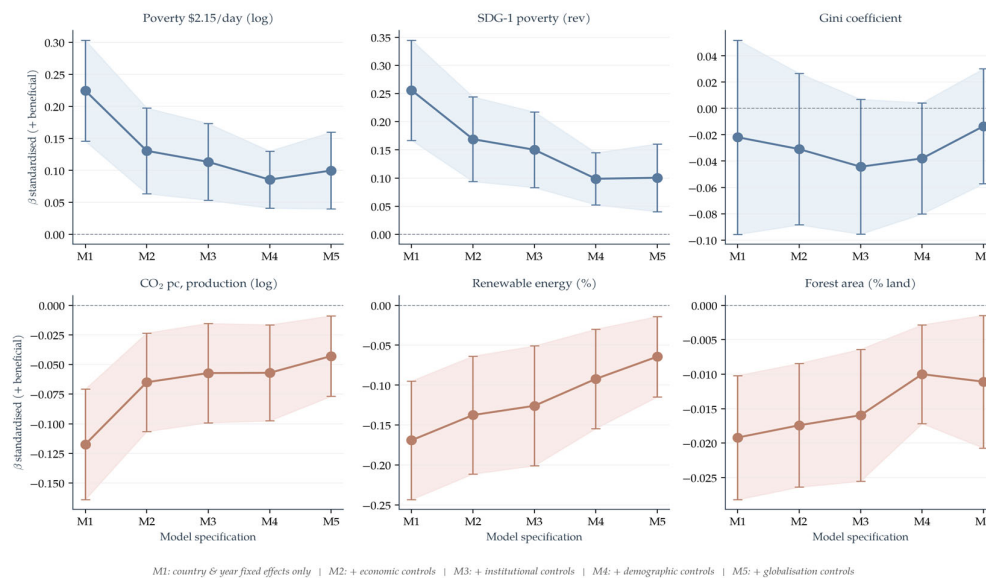 Poverty $2.15/day (log)
SDG-1 poverty (rev)
Gini coefficient
β standardised (+ beneficial)
0.30
0.25
0.20
0.15
0.10
0.05
0.00
M1 M2 M3 M4 M5
0.35
0.30
0.25
0.20
0.15
0.10
0.05
0.00
M1 M2 M3 M4 M5
0.04
0.02
0.00
−0.02
−0.04
−0.06
−0.08
−0.10
M1 M2 M3 M4 M
CO₂ pc, production (log)
Renewable energy (%)
Forest area (% land)
β standardised (+ beneficial)
0.000
−0.025
−0.050
−0.075
−0.100
−0.125
−0.150
M1 M2 M3 M4 M5
Model specification
0.00
−0.05
−0.10
−0.15
−0.20
−0.25
M1 M2 M3 M4 M5
Model specification
0.000
−0.005
−0.010
−0.015
−0.020
−0.025
M1 M2 M3 M4 M
Model specification
M1: country & year fixed effects only | M2: + economic controls | M3: + institutional controls | M4: + demographic controls | M5: + globalisation controls